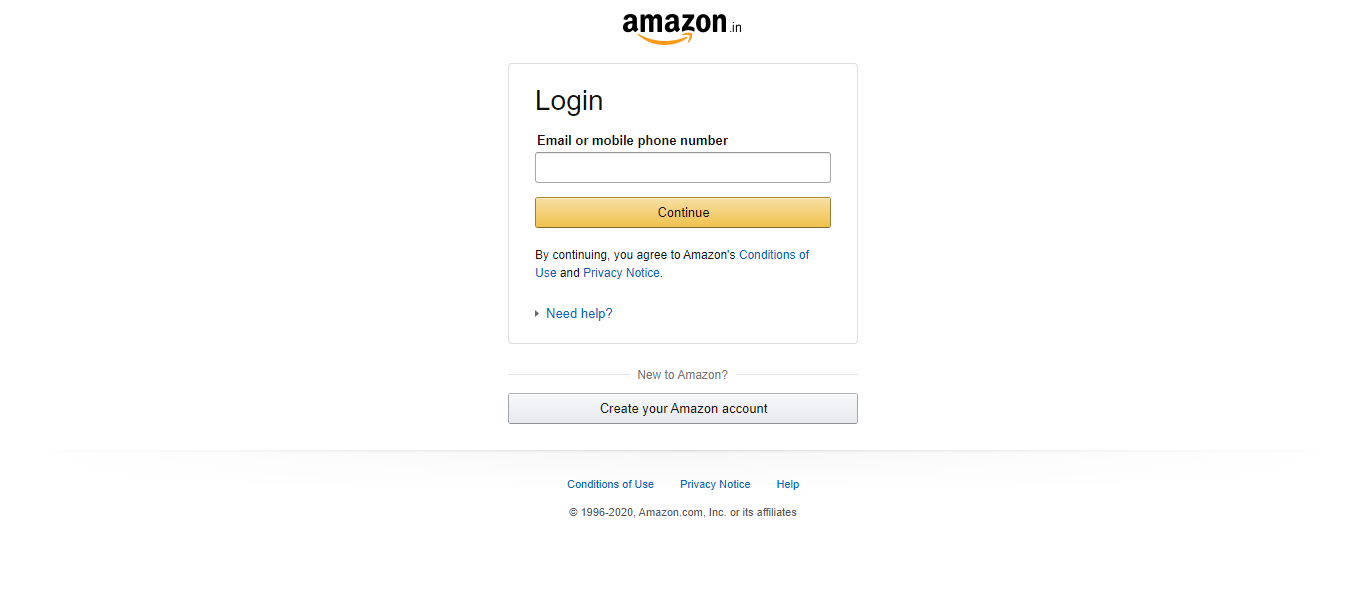 amazon.in
Login
Email or mobile phone number
Continue
By continuing, you agree to Amazon's Conditions of
Use and Privacy Notice.
Need help?
New to Amazon?
Create your Amazon account
Conditions of Use Privacy Notice Help
© 1996-2020, Amazon.com, Inc. or its affiliates